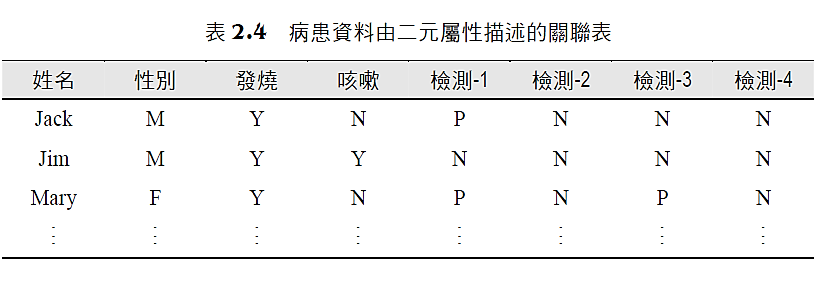 表 2.4 病患資料由二元屬性描述的關聯表
姓名 性別 發燒 咳嗽 檢測-1 檢測-2 檢測-3 檢測-4
Jack M Y N P N N N
Jim M Y Y N N N N
Mary F Y N P N P N
⋮ ⋮ ⋮ ⋮ ⋮ ⋮ ⋮ ⋮